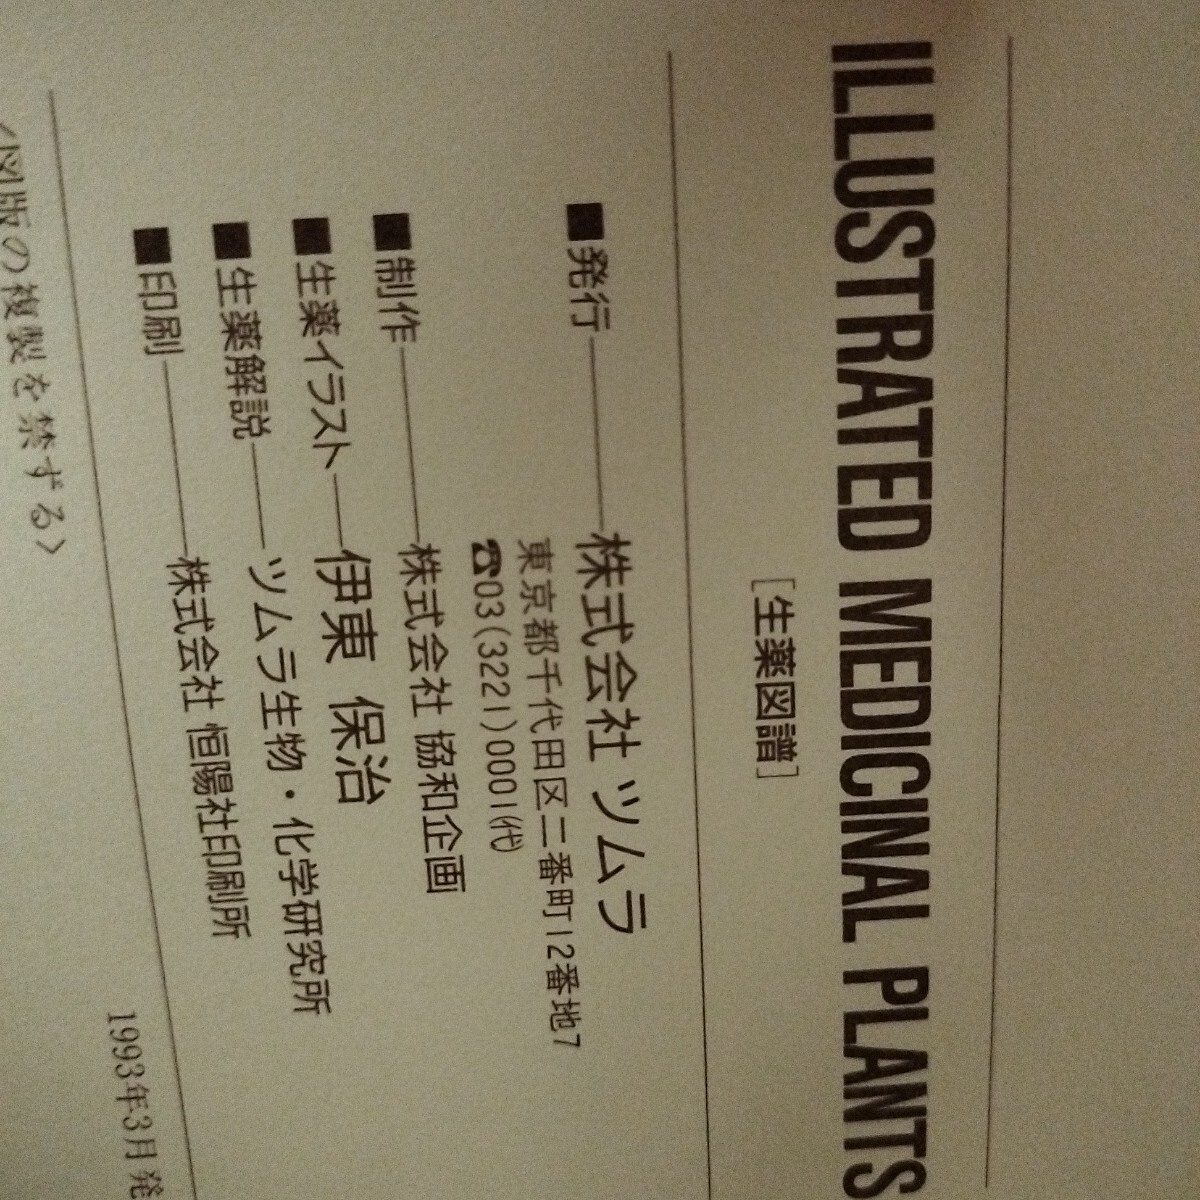 ILLUSTRATED MEDICINAL PLANTS
［生薬図譜］
■発行――株式会社 ツムラ
東京都千代田区二番町12番地7
☎03(3221)0001(代)
■制作――株式会社 協和企画
■生薬イラスト――伊東 保治
■生薬解説――ツムラ生物・化学研究所
■印刷――株式会社 恒陽社印刷所
1993年3月 発
〈図版の複製を禁ずる〉